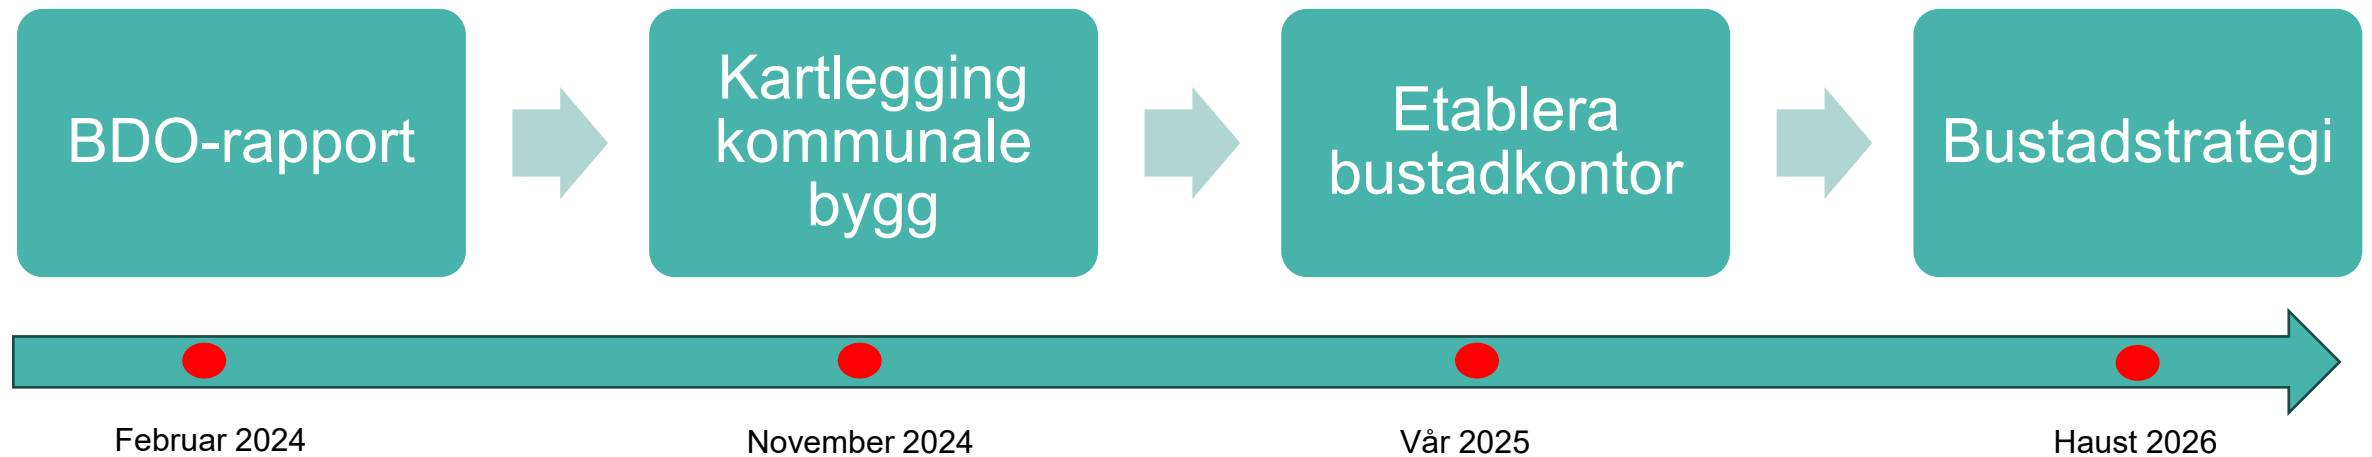 BDO-rapport
Kartlegging
kommunale
bygg
Etablera
bustadkontor
Bustadstrategi
Februar 2024
November 2024
Vår 2025
Haust 2026